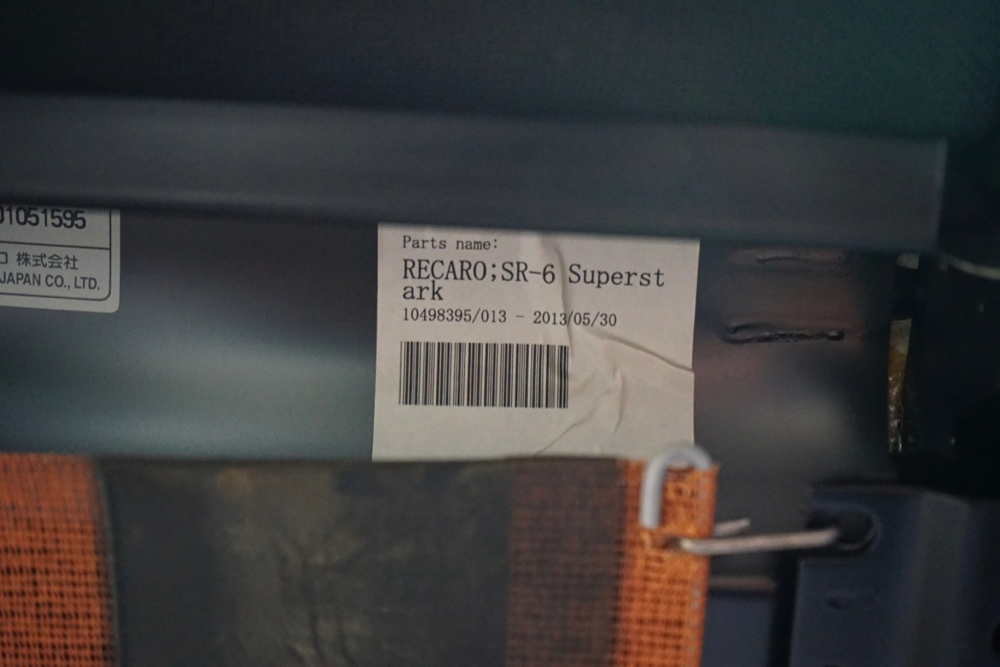 01051595
株式会社
JAPAN CO., LTD.
Parts name:
RECARO;SR-6 Superst
ark
10498395/013 - 2013/05/30